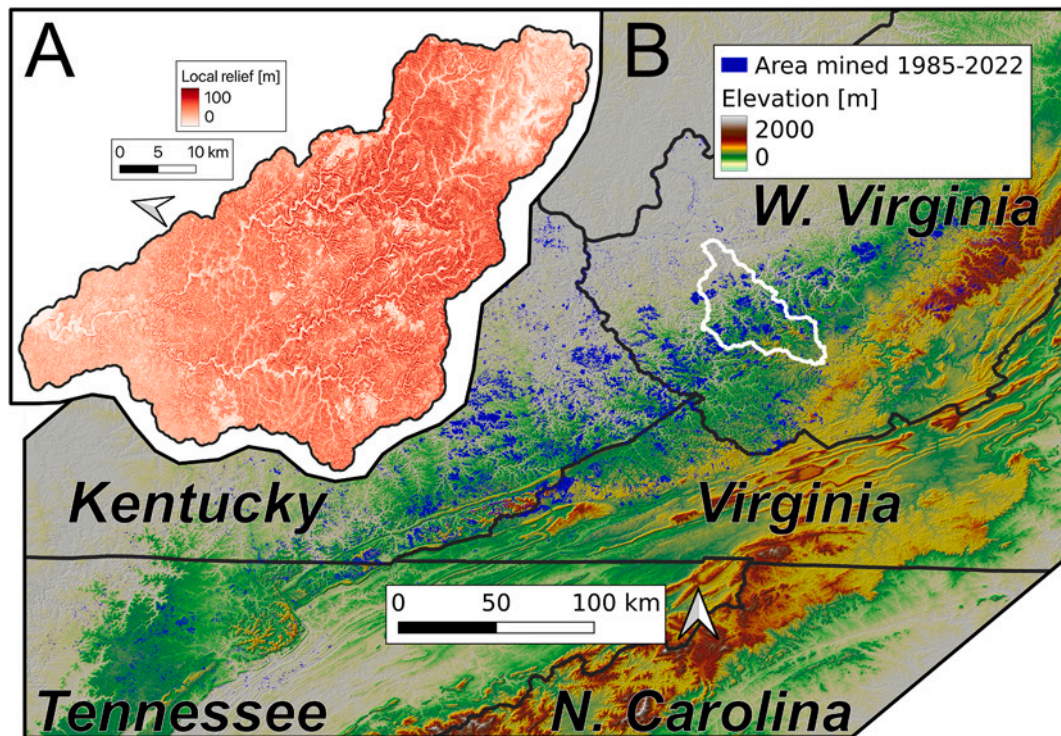 A
Local relief [m]
100
0
0 5 10 km
B
Area mined 1985-2022
Elevation [m]
2000
0
W. Virginia
Kentucky
Virginia
0 50 100 km
Tennessee
N. Carolina